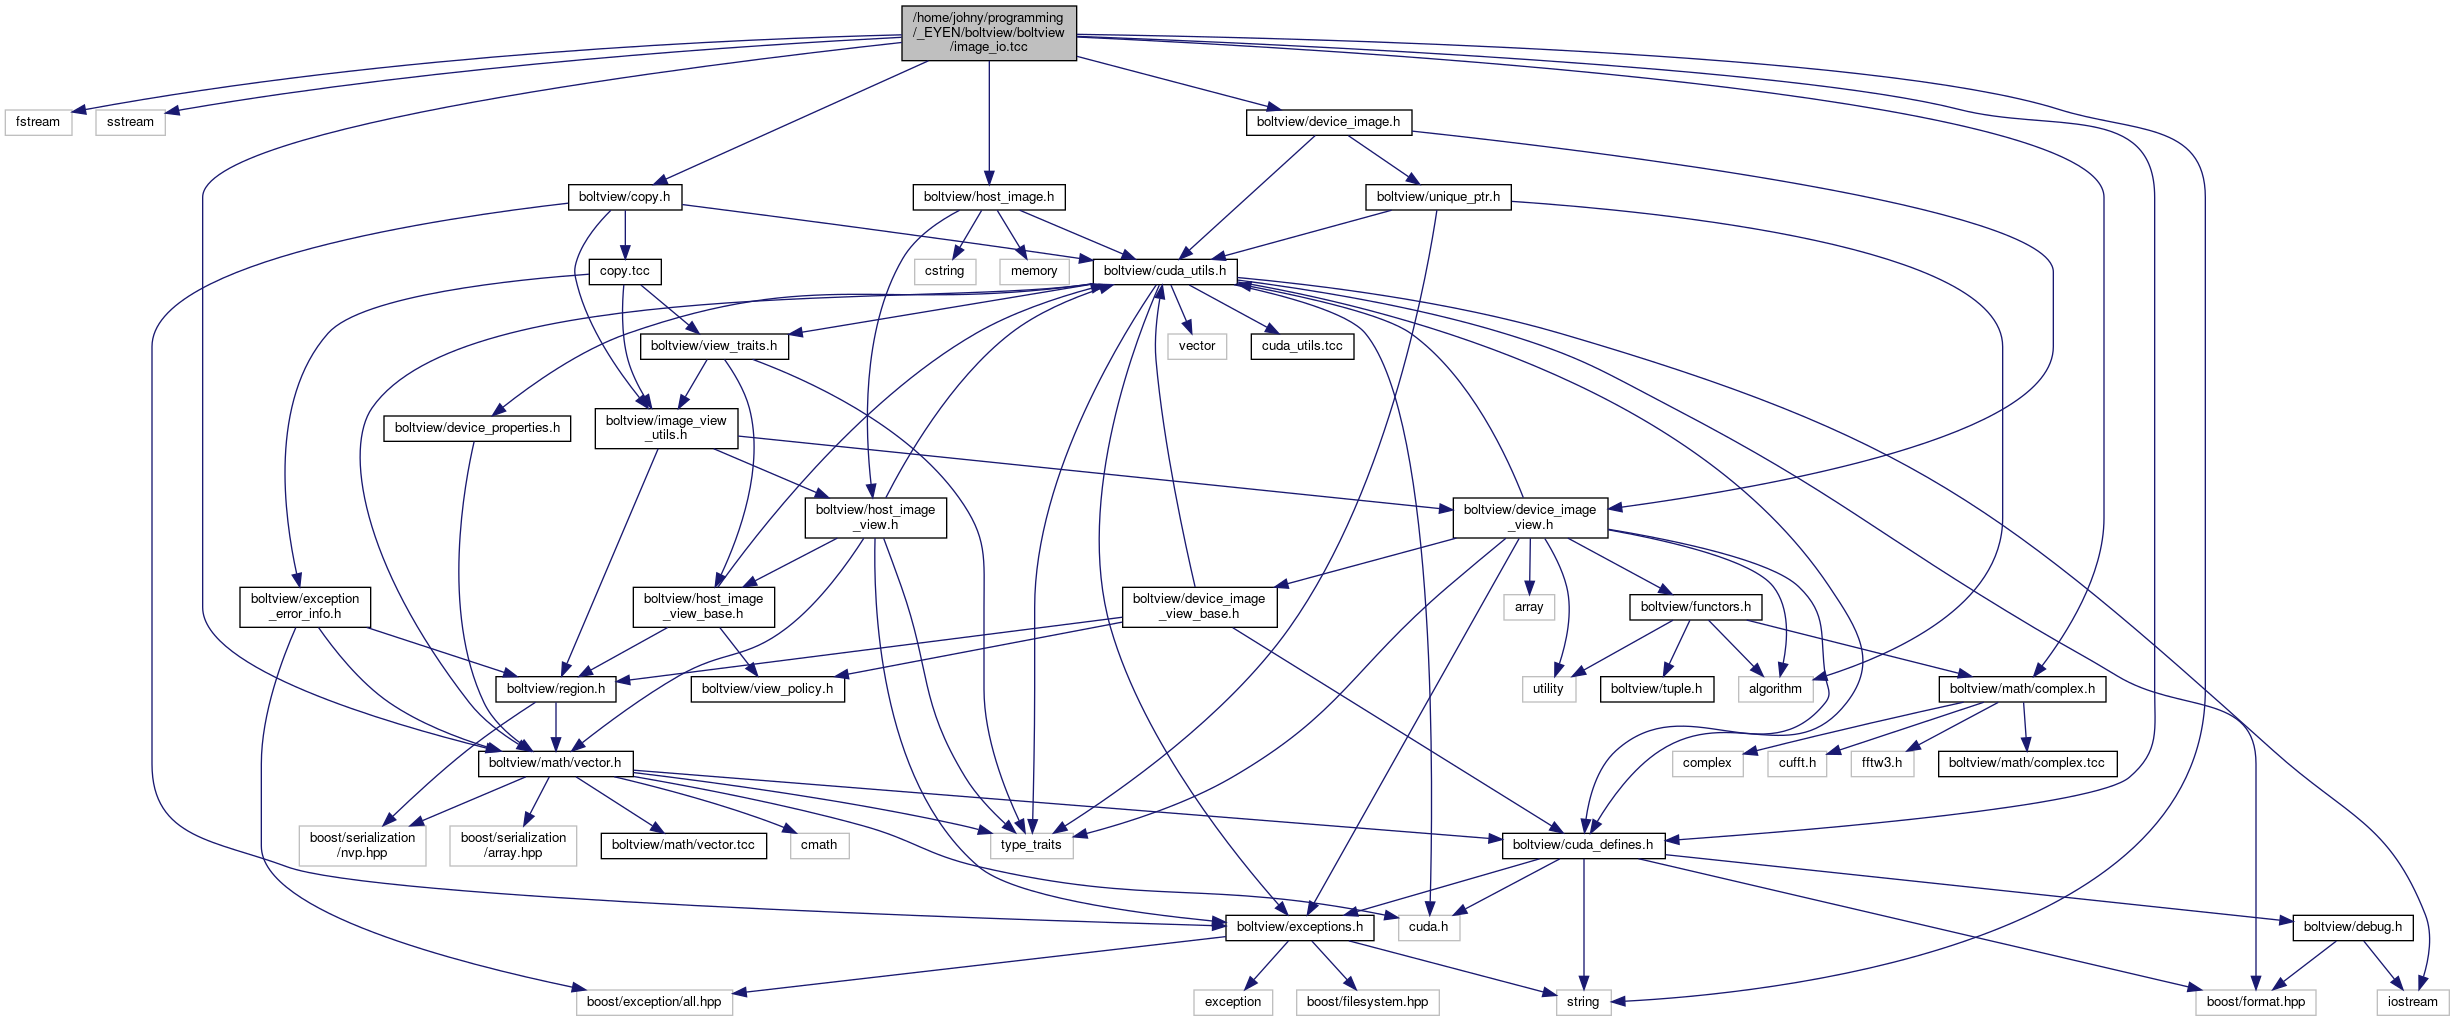 /home/johny/programming
/_EYEN/boltview/boltview
/image_io.tcc
fstream
sstream
boltview/device_image.h
boltview/copy.h
boltview/host_image.h
boltview/unique_ptr.h
copy.tcc
cstring
memory
boltview/cuda_utils.h
boltview/view_traits.h
vector
cuda_utils.tcc
boltview/device_properties.h
boltview/image_view
_utils.h
boltview/host_image
_view.h
boltview/device_image
_view.h
boltview/exception
_error_info.h
boltview/host_image
_view_base.h
boltview/device_image
_view_base.h
array
boltview/functors.h
boltview/region.h
boltview/view_policy.h
utility
boltview/tuple.h
algorithm
boltview/math/complex.h
boltview/math/vector.h
complex
cufft.h
fftw3.h
boltview/math/complex.tcc
boost/serialization
/nvp.hpp
boost/serialization
/array.hpp
boltview/math/vector.tcc
cmath
type_traits
boltview/cuda_defines.h
boltview/exceptions.h
cuda.h
boltview/debug.h
boost/exception/all.hpp
exception
boost/filesystem.hpp
string
boost/format.hpp
iostream